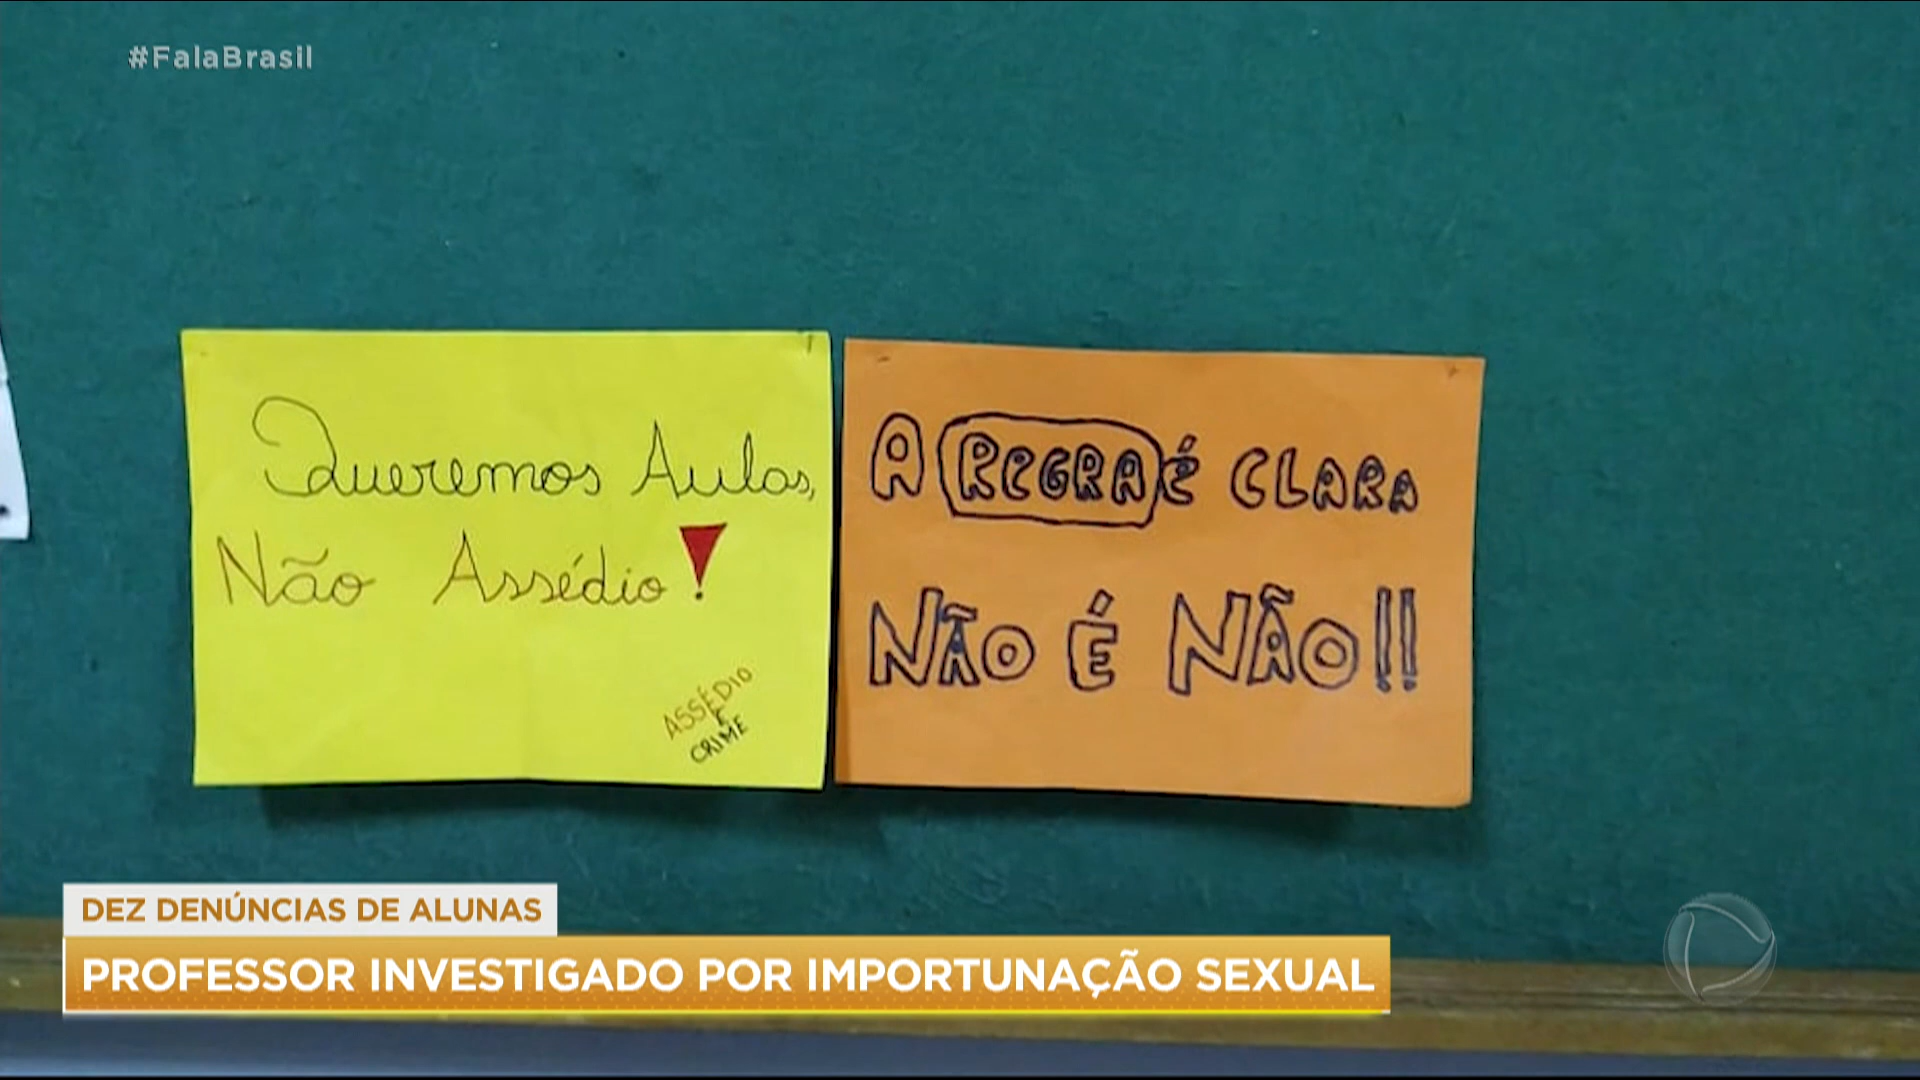 #FalaBrasil
Queremos Aulas,
Não Assédio!
ASSÉDIO
É
CRIME
A REGRA É CLARA
NÃO É NÃO!!
DEZ DENÚNCIAS DE ALUNAS
PROFESSOR INVESTIGADO POR IMPORTUNAÇÃO SEXUAL